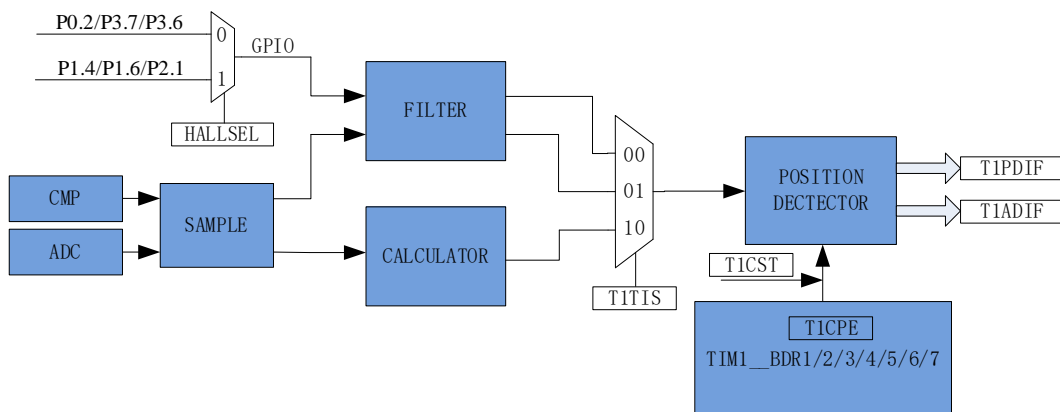 P0.2/P3.7/P3.6
0
GPIO
P1.4/P1.6/P2.1
1
HALLSEL
FILTER
CMP
ADC
SAMPLE
CALCULATOR
00
01
10
T1TIS
POSITION
DECTECTOR
T1PDIF
T1ADIF
T1CST
T1CPE
TIM1__BDR1/2/3/4/5/6/7